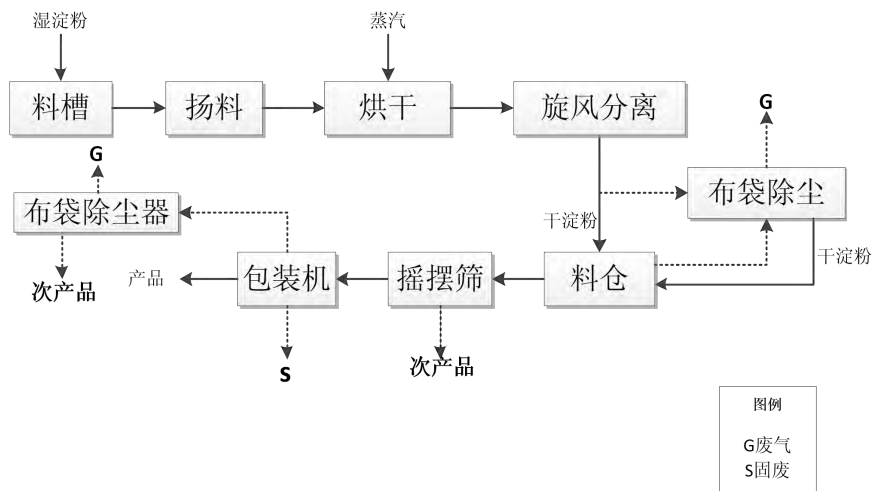 湿淀粉
蒸汽
料槽
扬料
烘干
旋风分离
G
G
布袋除尘器
布袋除尘
干淀粉
干淀粉
次产品
产品
包装机
摇摆筛
料仓
S
次产品
图例
G废气
S固废